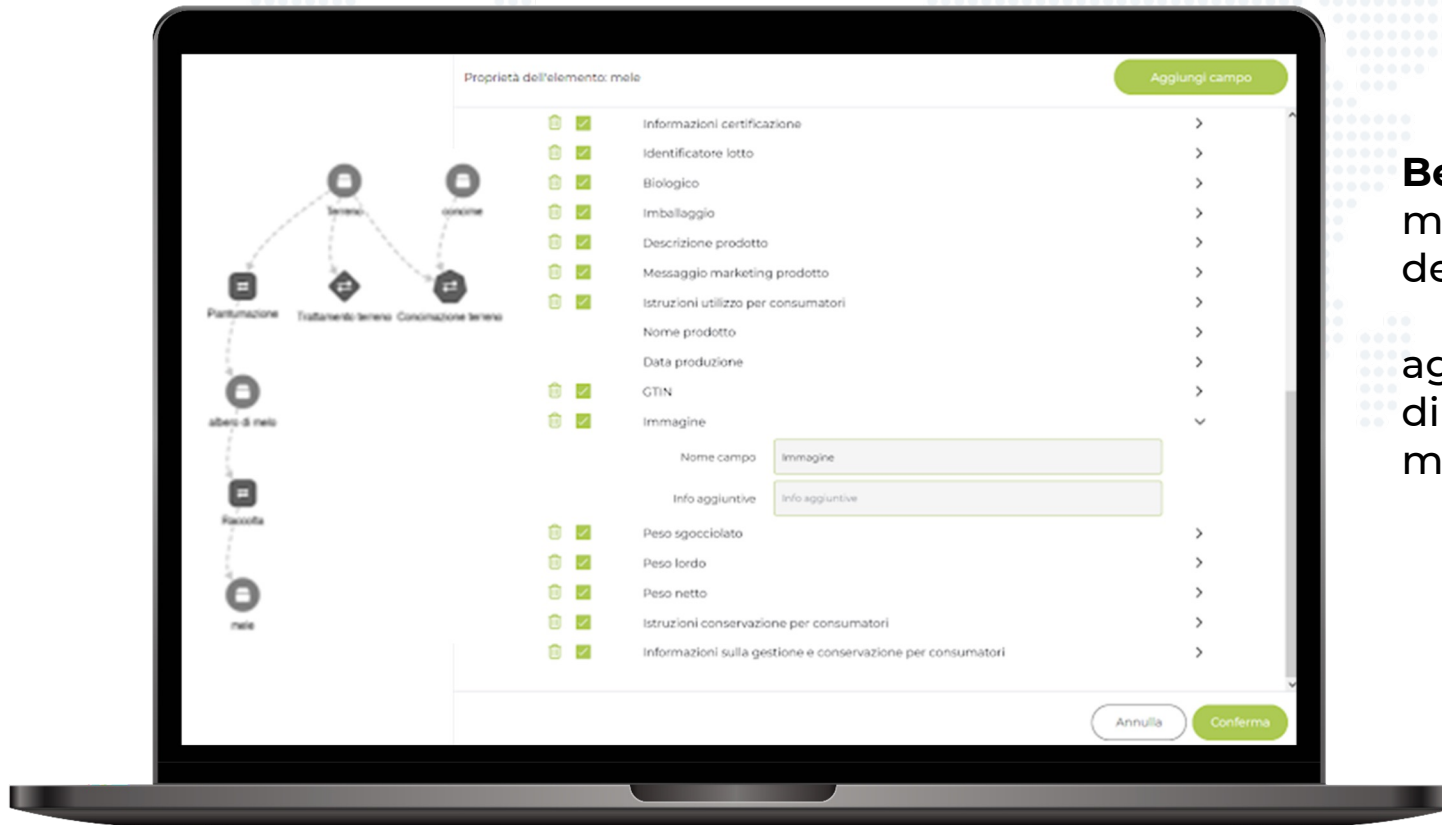 Proprietà dell'elemento: mele
Aggiungi campo
Informazioni certificazione
Identificatore lotto
Biologico
Imballaggio
Descrizione prodotto
Messaggio marketing prodotto
Istruzioni utilizzo per consumatori
Nome prodotto
Data produzione
GTIN
Immagine
Nome campo Immagine
Info aggiuntive Info aggiuntive
Peso sgocciolato
Peso lordo
Peso netto
Istruzioni conservazione per consumatori
Informazioni sulla gestione e conservazione per consumatori
Annulla Conferma
Terreno concime
Piantumazione Trattamento terreno Concimazione terreno
albero di melo
Raccolta
mele